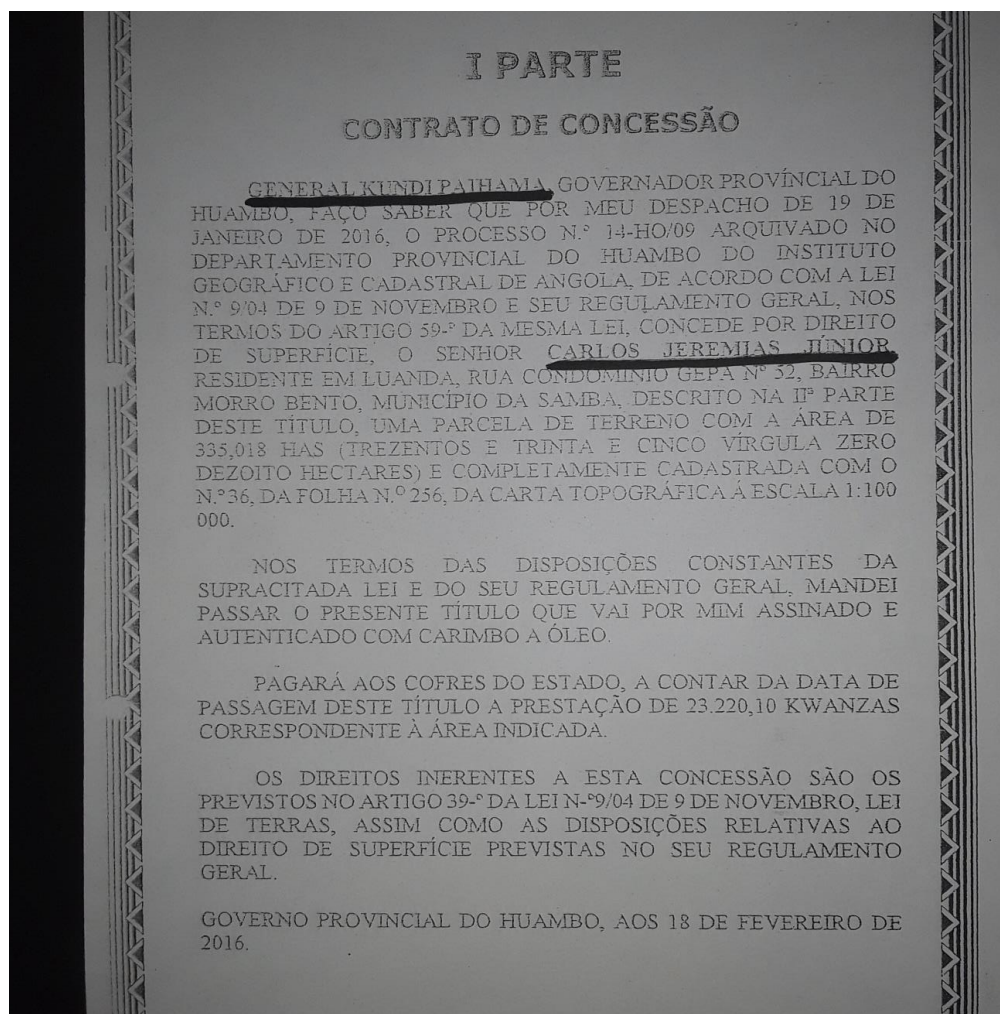 I PARTE
CONTRATO DE CONCESSÃO
GENERAL KUNDI PAIHAMA, GOVERNADOR PROVÍNCIAL DO
HUAMBO, FAÇO SABER QUE POR MEU DESPACHO DE 19 DE
JANEIRO DE 2016, O PROCESSO N.º 14-HO/09 ARQUIVADO NO
DEPARTAMENTO PROVINCIAL DO HUAMBO DO INSTITUTO
GEOGRÁFICO E CADASTRAL DE ANGOLA, DE ACORDO COM A LEI
N.º 9/04 DE 9 DE NOVEMBRO E SEU REGULAMENTO GERAL, NOS
TERMOS DO ARTIGO 59-º DA MESMA LEI, CONCEDE POR DIREITO
DE SUPERFÍCIE, O SENHOR CARLOS JEREMIAS JÚNIOR,
RESIDENTE EM LUANDA, RUA CONDOMINIO GEPA Nº 52, BAIRRO
MORRO BENTO, MUNICÍPIO DA SAMBA, DESCRITO NA IIª PARTE
DESTE TÍTULO, UMA PARCELA DE TERRENO COM A ÁREA DE
335,018 HAS (TREZENTOS E TRINTA E CINCO VÍRGULA ZERO
DEZOITO HECTARES) E COMPLETAMENTE CADASTRADA COM O
N.º 36, DA FOLHA N.º 256, DA CARTA TOPOGRÁFICA Á ESCALA 1:100
000.
NOS TERMOS DAS DISPOSIÇÕES CONSTANTES DA
SUPRACITADA LEI E DO SEU REGULAMENTO GERAL, MANDEI
PASSAR O PRESENTE TÍTULO QUE VAI POR MIM ASSINADO E
AUTENTICADO COM CARIMBO A ÓLEO.
PAGARÁ AOS COFRES DO ESTADO, A CONTAR DA DATA DE
PASSAGEM DESTE TÍTULO A PRESTAÇÃO DE 23.220,10 KWANZAS
CORRESPONDENTE À ÁREA INDICADA.
OS DIREITOS INERENTES A ESTA CONCESSÃO SÃO OS
PREVISTOS NO ARTIGO 39-º DA LEI N-º9/04 DE 9 DE NOVEMBRO, LEI
DE TERRAS, ASSIM COMO AS DISPOSIÇÕES RELATIVAS AO
DIREITO DE SUPERFÍCIE PREVISTAS NO SEU REGULAMENTO
GERAL.
GOVERNO PROVINCIAL DO HUAMBO, AOS 18 DE FEVEREIRO DE
2016.